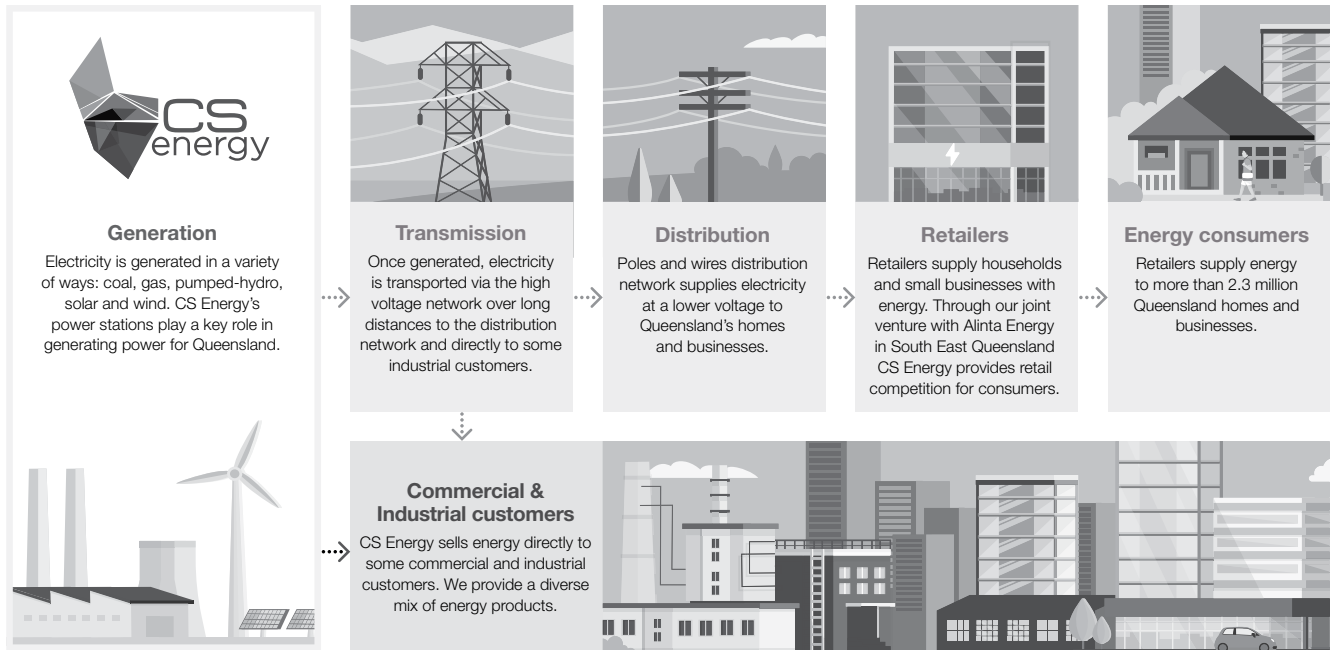 CS
energy
Generation
Electricity is generated in a variety
of ways: coal, gas, pumped-hydro,
solar and wind. CS Energy’s
power stations play a key role in
generating power for Queensland.
Transmission
Once generated, electricity
is transported via the high
voltage network over long
distances to the distribution
network and directly to some
industrial customers.
Distribution
Poles and wires distribution
network supplies electricity
at a lower voltage to
Queensland’s homes
and businesses.
Retailers
Retailers supply households
and small businesses with
energy. Through our joint
venture with Alinta Energy
in South East Queensland
CS Energy provides retail
competition for consumers.
Energy consumers
Retailers supply energy
to more than 2.3 million
Queensland homes and
businesses.
Commercial &
Industrial customers
CS Energy sells energy directly to
some commercial and industrial
customers. We provide a diverse
mix of energy products.